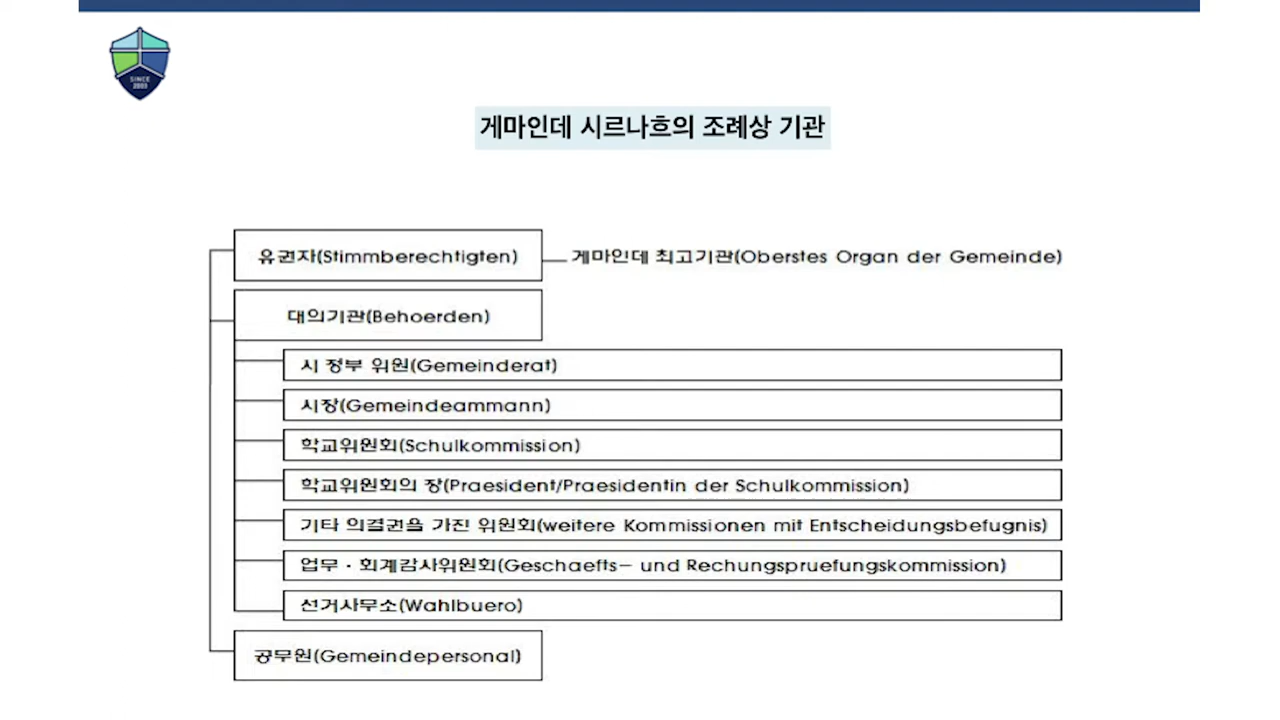 SINCE
2003
게마인데 시르나흐의 조례상 기관
유권자(Stimmberechtigten)
게마인데 최고기관(Oberstes Organ der Gemeinde)
대의기관(Behoerden)
시 정부 위원(Gemeinderat)
시장(Gemeindeammann)
학교위원회(Schulkommission)
학교위원회의 장(Praesident/Praesidentin der Schulkommission)
기타 의결권을 가진 위원회(weitere Kommissionen mit Entscheidungsbefugnis)
업무·회계감사위원회(Geschaefts- und Rechungspruefungskommission)
선거사무소(Wahlbuero)
공무원(Gemeindepersonal)